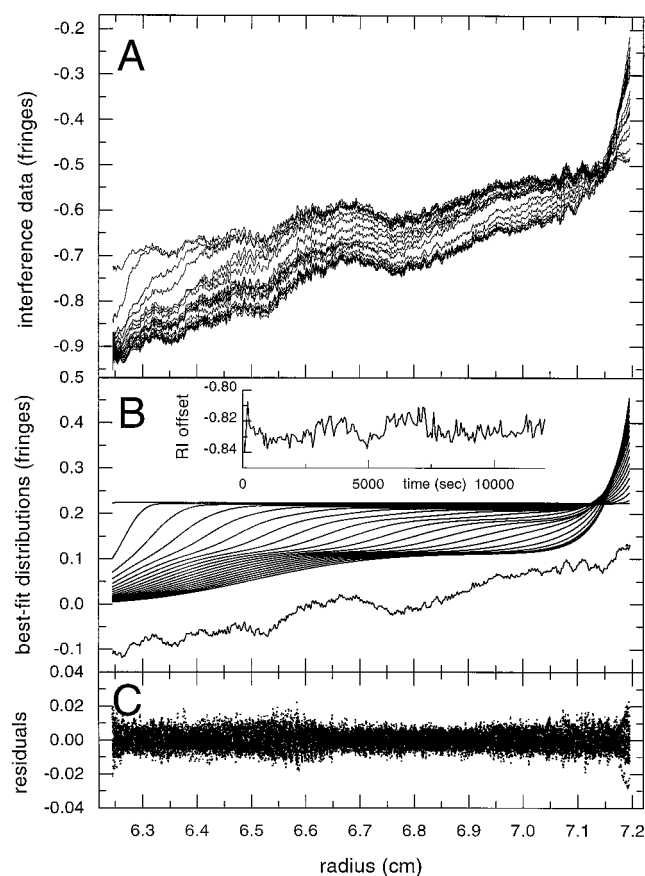 -0.2
A
-0.3
-0.4
-0.5
-0.6
-0.7
-0.8
-0.9
interference data (fringes)
0.5
B
0.4
0.3
0.2
0.1
0.0
-0.1
best-fit distributions (fringes)
-0.80
-0.82
-0.84
RI offset
0 5000 time (sec) 10000
0.04
C
0.02
0.00
-0.02
-0.04
residuals
6.3 6.4 6.5 6.6 6.7 6.8 6.9 7.0 7.1 7.2
radius (cm)